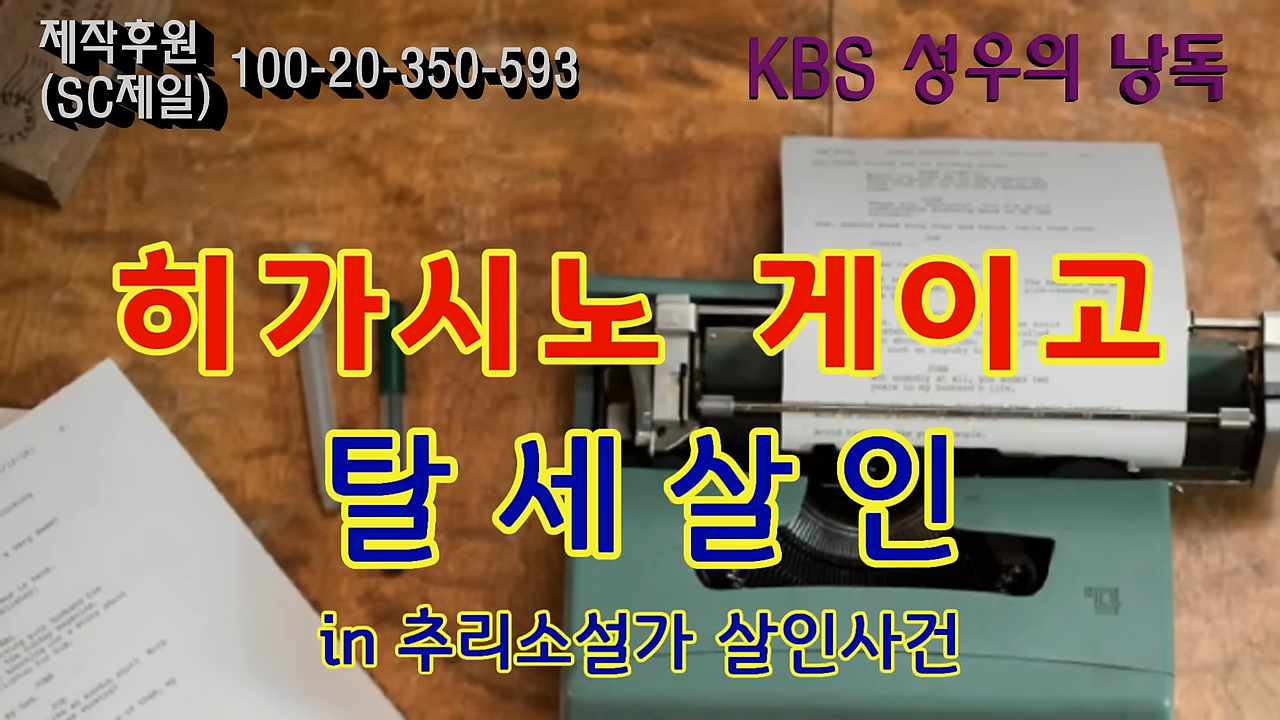 제작후원
(SC제일)
100-20-350-593
KBS 성우의 낭독
히가시노 게이고
탈세살인
in 추리소설가 살인사건